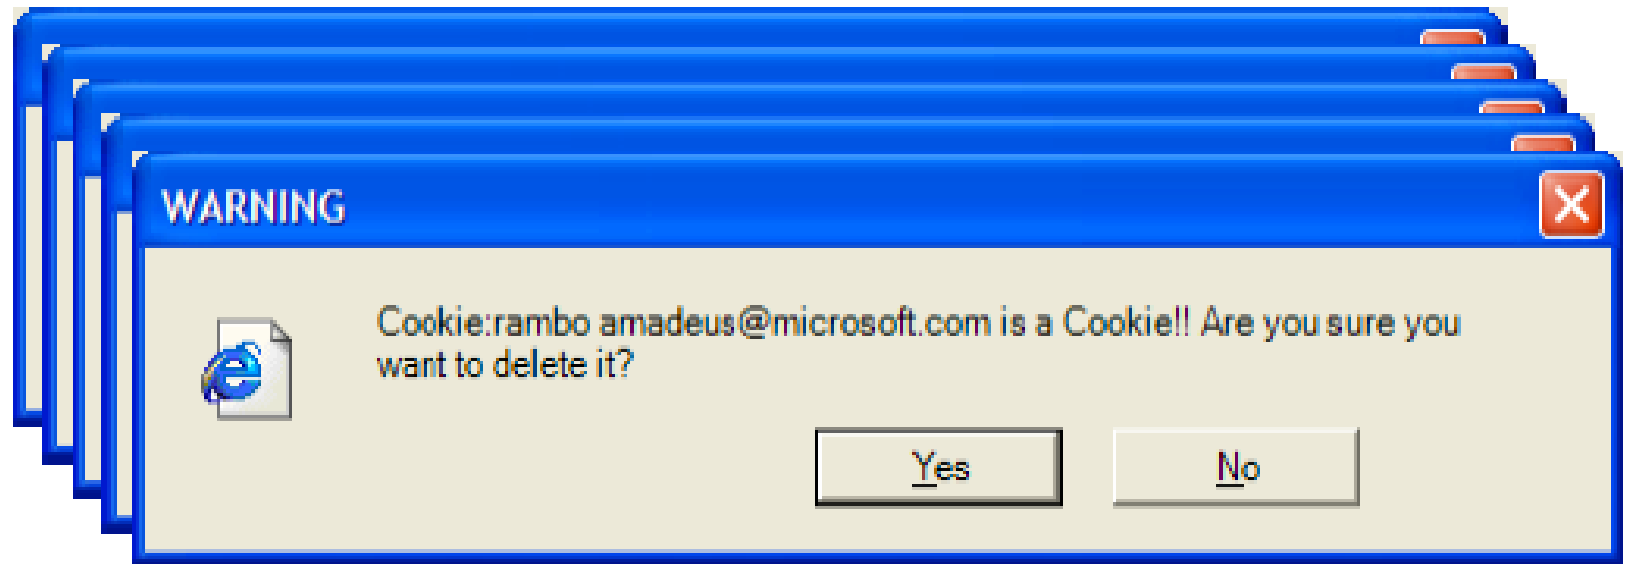 WARNING
Cookie:rambo amadeus@microsoft.com is a Cookie!! Are you sure you
want to delete it?
Yes
No